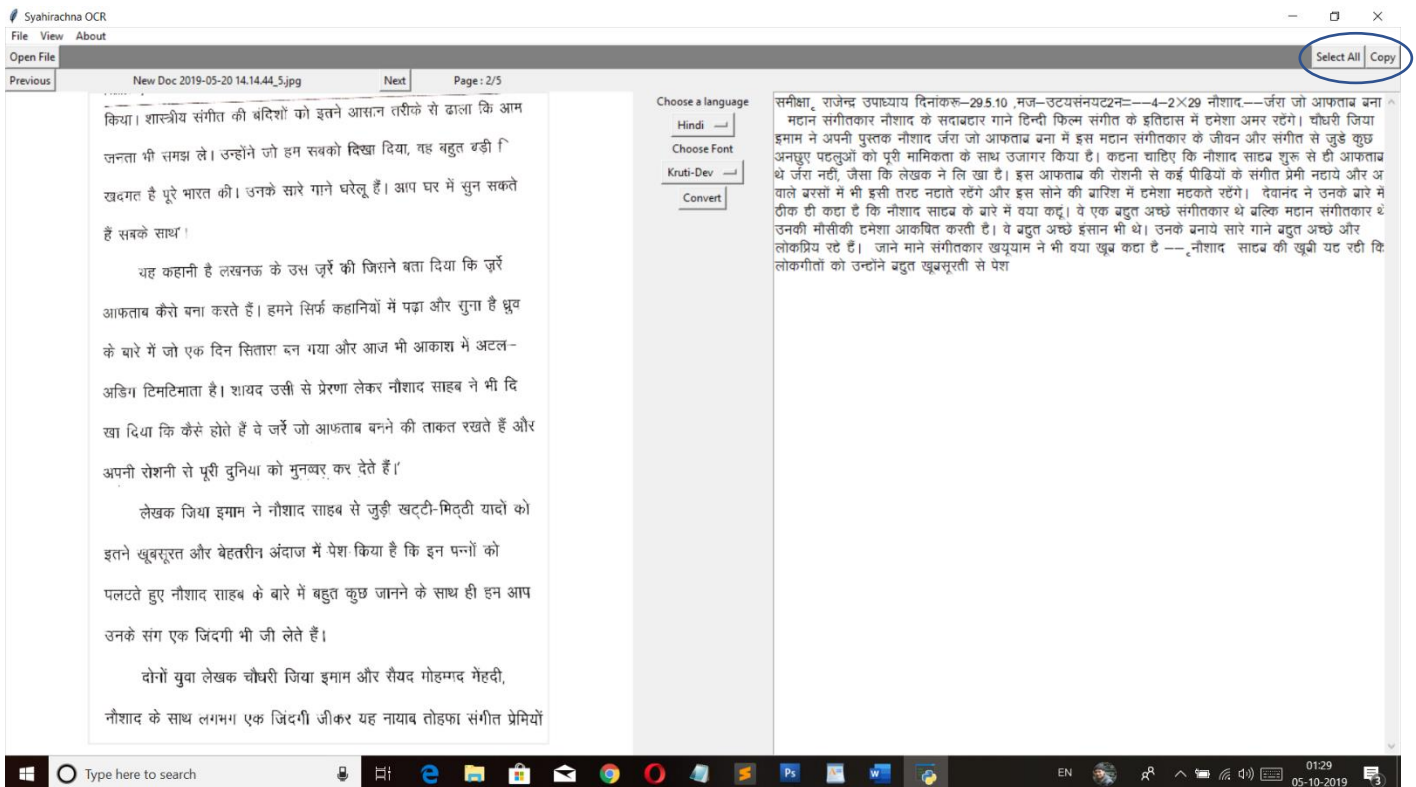 Syahirachna OCR
File View About
Open File
Select All Copy
Previous
New Doc 2019-05-20 14.14.44_5.jpg
Next
Page : 2/5
किया। शास्त्रीय संगीत की बंदिशों को इतने आसान तरीके से ढाला कि आम
जनता भी समझ ले। उन्होंने जो हम सबको दिखा दिया, वह बहुत बड़ी
खदगत है पूरे भारत की। उनके सारे गाने घरेलू हैं। आप घर में सुन सकते
हैं सबके साथ'।
यह कहानी है लखनऊ के उस ज़र्रे की जिसने बता दिया कि ज़र्रे
आफताब कैसे बना करते हैं। हमने सिर्फ कहानियों में पढ़ा और सुना है ध्रुव
के बारे में जो एक दिन सितारा बन गया और आज भी आकाश में अटल-
अडिग टिमटिमाता है। शायद उसी से प्रेरणा लेकर नौशाद साहब ने भी दि
खा दिया कि कैसे होते हैं वे जर्रे जो आफताब बनने की ताकत रखते हैं और
अपनी रोशनी से पूरी दुनिया को मुनव्वर कर देते हैं।'
लेखक जिया इमाम ने नौशाद साहब से जुड़ी खट्टी-मिठ्ठी यादों को
इतने खूबसूरत और बेहतरीन अंदाज में पेश किया है कि इन पन्नों को
पलटते हुए नौशाद साहब के बारे में बहुत कुछ जानने के साथ ही हम आप
उनके संग एक जिंदगी भी जी लेते हैं।
दोनों युवा लेखक चौधरी जिया इमाम और सैयद मोहम्मद मेंहदी,
नौशाद के साथ लगभग एक जिंदगी जीकर यह नायाब तोहफा संगीत प्रेमियों
Choose a language
Hindi
Choose Font
Kruti-Dev
Convert
समीक्षा ृ राजेन्द्र उपाध्याय दिनांकरू–29.5.10 ,मज–उटयसंनयट2नः=––4–2×29 नौशाद.––र्जरा जो आफताब बना
महान संगीतकार नौशाद के सदाबहार गाने हिन्दी फिल्म संगीत के इतिहास में हमेशा अमर रहेंगे। चौधरी जिया
इमाम ने अपनी पुस्तक नौशाद र्जरा जो आफताब बना में इस महान संगीतकार के जीवन और संगीत से जुडे कुछ
अनछुए पहलुओं को पूरी मामिकता के साथ उजागर किया है। कहना चाहिए कि नौशाद साहब शुरू से ही आफताब
थे र्जरा नहीं, जैसा कि लेखक ने लि खा है। इस आफताब की रोशनी से कई पीढियों के संगीत प्रेमी नहाये और अ
वाले बरसों में भी इसी तरह नहाते रहेंगे और इस सोने की बारिश में हमेशा महकते रहेंगे। देवानंद ने उनके बारे में
ठीक ही कहा है कि नौशाद साहब के बारे में वया कहूं। वे एक बहुत अच्छे संगीतकार थे बल्कि महान संगीतकार थे
उनकी मौसीकी हमेशा आकषित करती है। वे बहुत अच्छे इंसान भी थे। उनके बनाये सारे गाने बहुत अच्छे और
लोकप्रिय रहे हैं। जाने माने संगीतकार खयूयाम ने भी वया खूब कहा है –– ृनौशाद साहब की खूबी यह रही कि
लोकगीतों को उन्होंने बहुत खूबसूरती से पेश
Type here to search
EN
01:29
05-10-2019